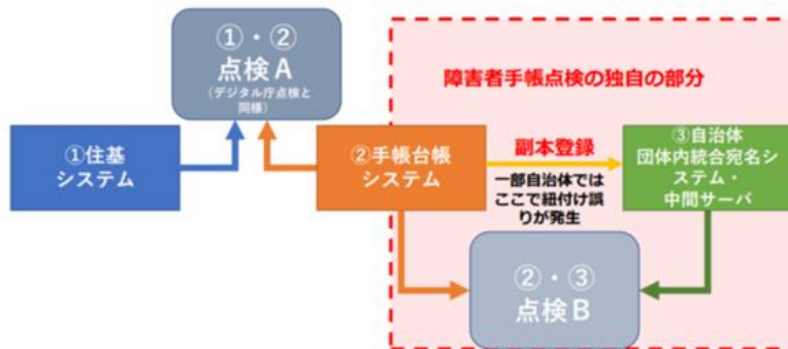 ①・②
点検A
（デジタル庁点検と
同様）
障害者手帳点検の独自の部分
①住基
システム
②手帳台帳
システム
副本登録
一部自治体では
ここで紐付け誤
りが発生
③自治体
団体内統合宛名シ
ステム・
中間サーバ
②・③
点検B